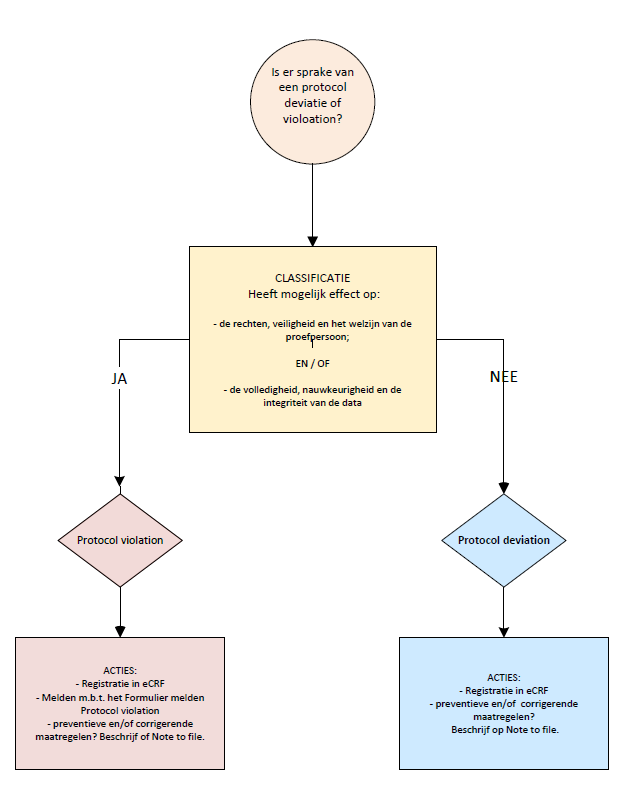 Is er sprake van
een protocol
deviatie of
violoation?
CLASSIFICATIE
Heeft mogelijk effect op:
- de rechten, veiligheid en het welzijn van de
proefpersoon;
EN / OF
- de volledigheid, nauwkeurigheid en de
integriteit van de data
JA
NEE
Protocol violation
Protocol deviation
ACTIES:
- Registratie in eCRF
- Melden m.b.t. het Formulier melden
Protocol violation
- preventieve en/of corrigerende
maatregelen? Beschrijf of Note to file.
ACTIES:
- Registratie in eCRF
- preventieve en/of corrigerende
maatregelen?
Beschrijf op Note to file.